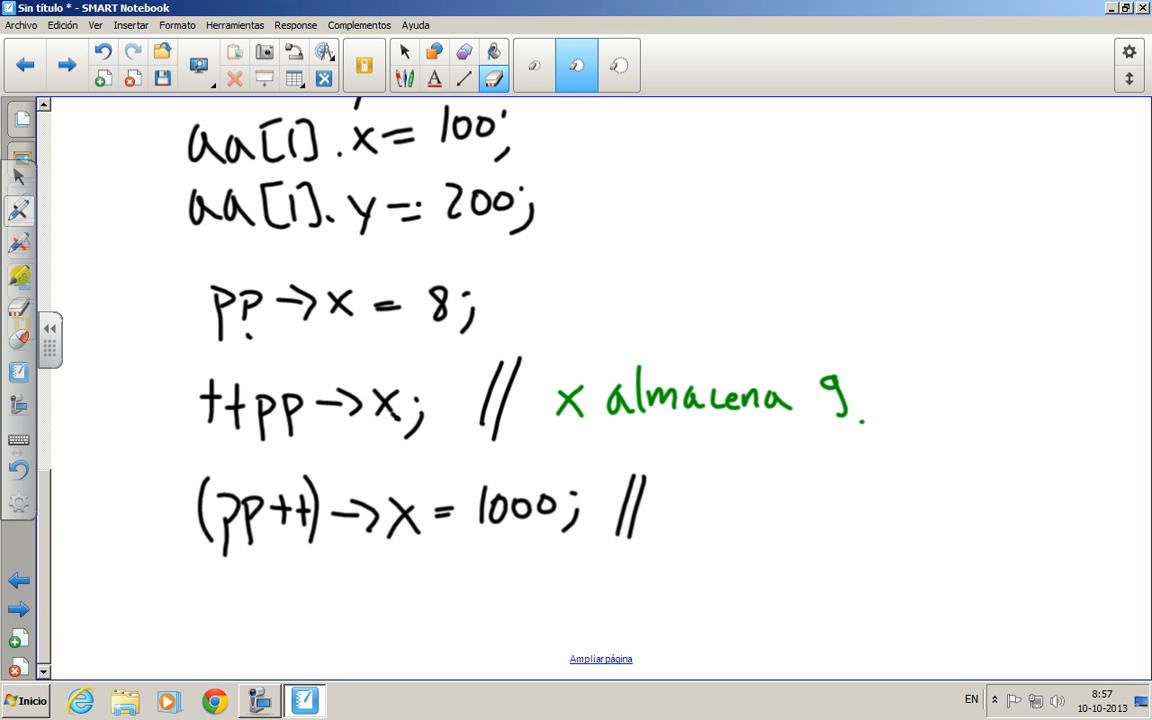 Sin título * - SMART Notebook
Archivo Edición Ver Insertar Formato Herramientas Response Complementos Ayuda
aa[1].x = 100;
aa[1].y = 200;
pp->x = 8;
++pp->x; // x almacena 9.
(pp++)->x = 1000; //
Ampliar página
Inicio
EN
8:57
10-10-2013